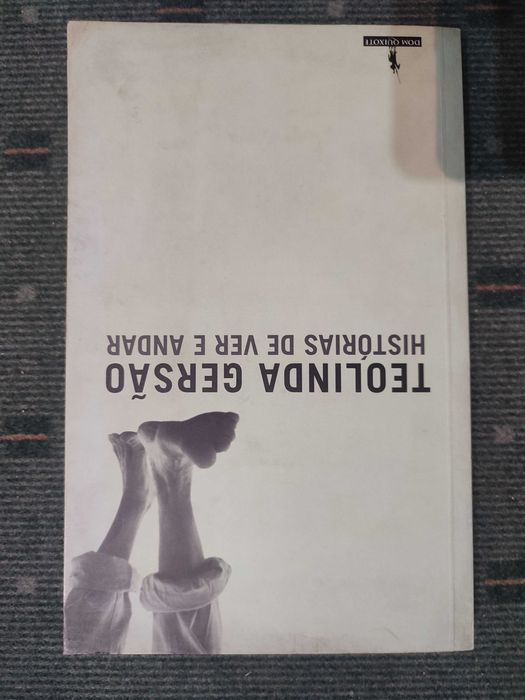 TEOLINDA GERSÃO
HISTÓRIAS DE VER E ANDAR
DOM QUIXOTE